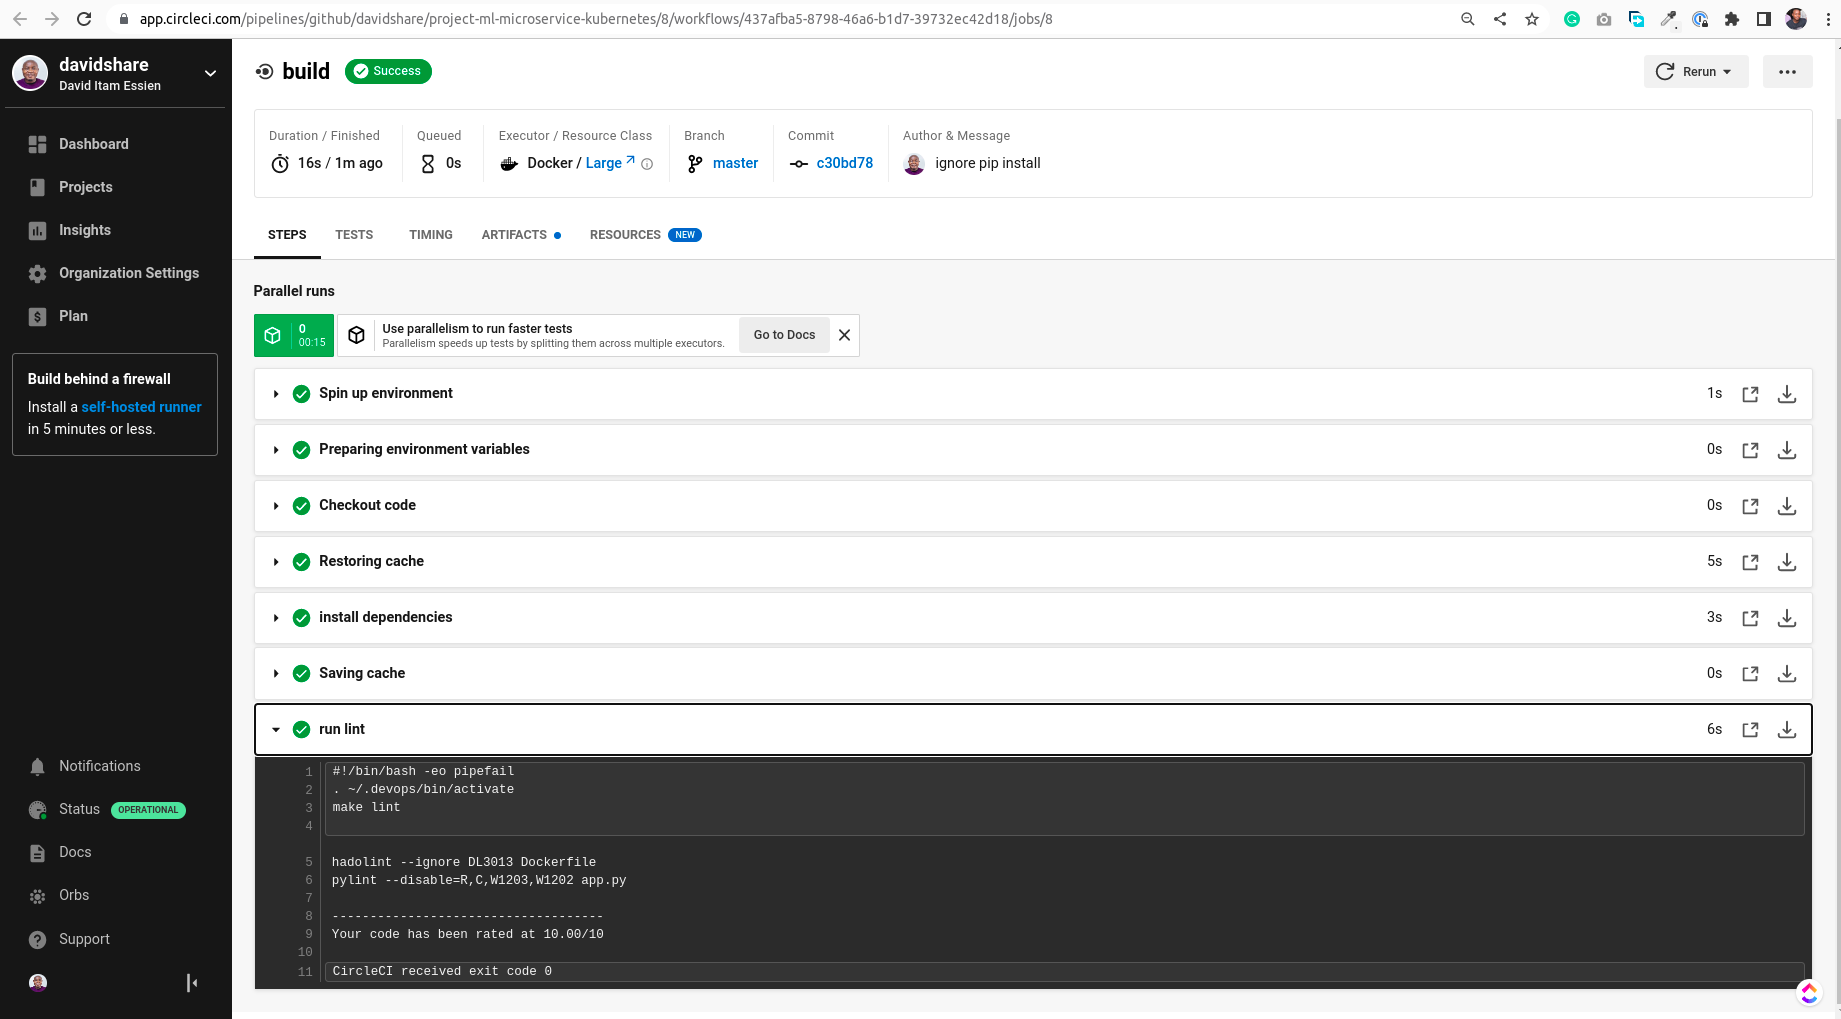 app.circleci.com/pipelines/github/davidshare/project-ml-microservice-kubernetes/8/workflows/437afba5-8798-46a6-b1d7-39732ec42d18/jobs/8
davidshare
David Itam Essien
Dashboard
Projects
Insights
Organization Settings
Plan
Build behind a firewall
Install a self-hosted runner
in 5 minutes or less.
Notifications
Status OPERATIONAL
Docs
Orbs
Support
build Success
Rerun
Duration / Finished
16s / 1m ago
Queued
0s
Executor / Resource Class
Docker / Large
Branch
master
Commit
c30bd78
Author & Message
ignore pip install
STEPS TESTS TIMING ARTIFACTS RESOURCES NEW
Parallel runs
0
00:15
Use parallelism to run faster tests
Parallelism speeds up tests by splitting them across multiple executors.
Go to Docs
Spin up environment 1s
Preparing environment variables 0s
Checkout code 0s
Restoring cache 5s
install dependencies 3s
Saving cache 0s
run lint 6s
1 #!/bin/bash -eo pipefail
2 . ~/.devops/bin/activate
3 make lint
4
5 hadolint --ignore DL3013 Dockerfile
6 pylint --disable=R,C,W1203,W1202 app.py
7
8 ------------------------------------
9 Your code has been rated at 10.00/10
10
11 CircleCI received exit code 0